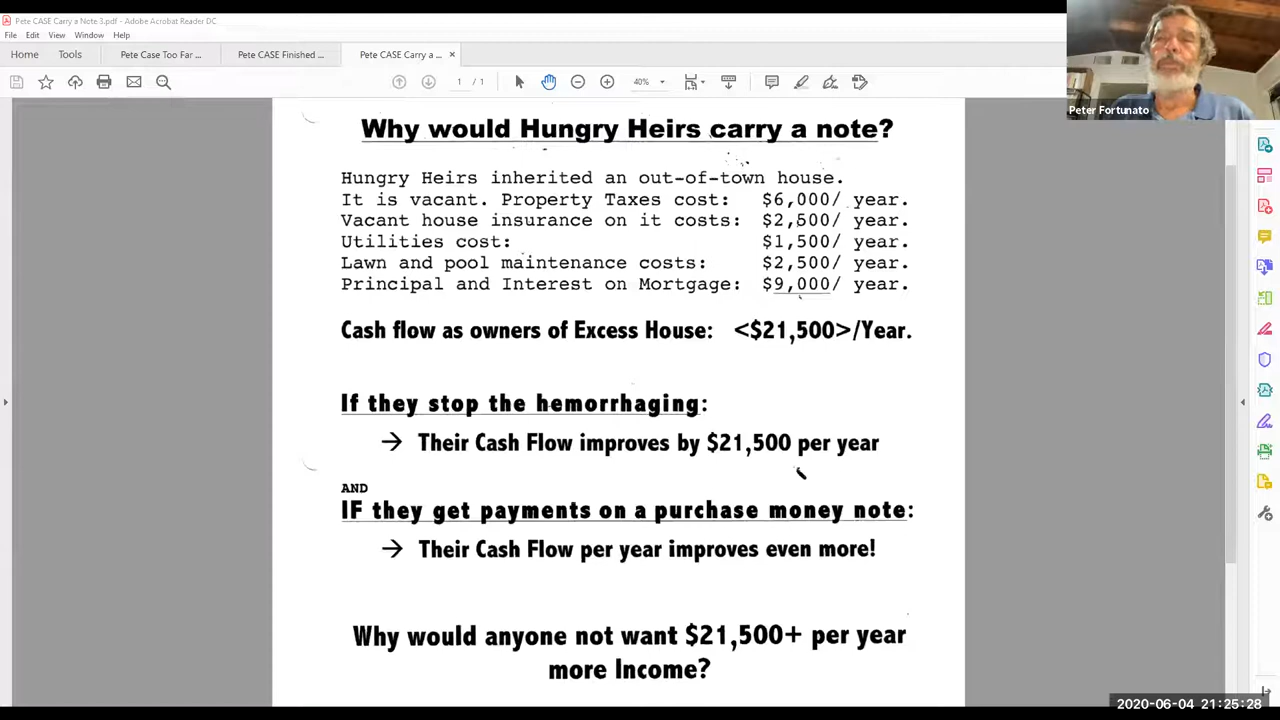 Pete CASE Carry a Note 3.pdf - Adobe Acrobat Reader DC
File Edit View Window Help
Home Tools Pete Case Too Far ... Pete CASE Finished ... Pete CASE Carry a ... ×
1 / 1 40%
Peter Fortunato
Why would Hungry Heirs carry a note?
Hungry Heirs inherited an out-of-town house.
It is vacant. Property Taxes cost: $6,000/ year.
Vacant house insurance on it costs: $2,500/ year.
Utilities cost: $1,500/ year.
Lawn and pool maintenance costs: $2,500/ year.
Principal and Interest on Mortgage: $9,000/ year.
Cash flow as owners of Excess House: <$21,500>/Year.
If they stop the hemorrhaging:
→ Their Cash Flow improves by $21,500 per year
AND
IF they get payments on a purchase money note:
→ Their Cash Flow per year improves even more!
Why would anyone not want $21,500+ per year
more Income?
2020-06-04 21:25:28